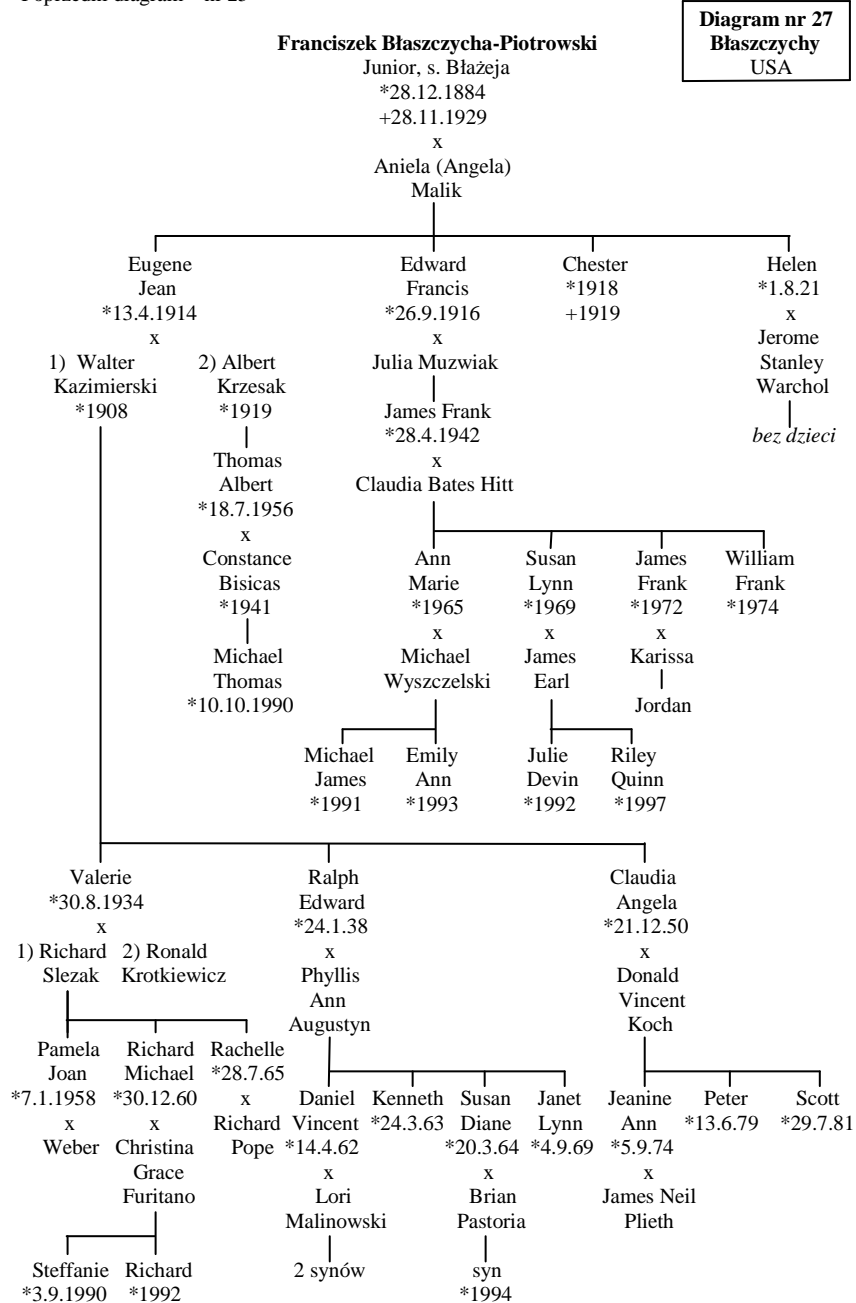 Diagram nr 27
Błaszczychy
USA
Franciszek Błaszczycha-Piotrowski
Junior, s. Błażeja
*28.12.1884
+28.11.1929
x
Aniela (Angela)
Malik
Eugene
Jean
*13.4.1914
x
1) Walter
Kazimierski
*1908
2) Albert
Krzesak
*1919
Thomas
Albert
*18.7.1956
x
Constance
Bisicas
*1941
Michael
Thomas
*10.10.1990
Edward
Francis
*26.9.1916
x
Julia Muzwiak
James Frank
*28.4.1942
x
Claudia Bates Hitt
Chester
*1918
+1919
Helen
*1.8.21
x
Jerome
Stanley
Warchol
bez dzieci
Ann
Marie
*1965
x
Michael
Wyszczelski
Susan
Lynn
*1969
x
James
Earl
James
Frank
*1972
x
Karissa
Jordan
William
Frank
*1974
Michael
James
*1991
Emily
Ann
*1993
Julie
Devin
*1992
Riley
Quinn
*1997
Valerie
*30.8.1934
x
1) Richard
Slezak
2) Ronald
Krotkiewicz
Ralph
Edward
*24.1.38
x
Phyllis
Ann
Augustyn
Claudia
Angela
*21.12.50
x
Donald
Vincent
Koch
Pamela
Joan
*7.1.1958
x
Weber
Richard
Michael
*30.12.60
x
Christina
Grace
Furitano
Rachelle
*28.7.65
x
Richard
Pope
Daniel
Vincent
*14.4.62
x
Lori
Malinowski
2 synów
Kenneth
*24.3.63
Susan
Diane
*20.3.64
x
Brian
Pastoria
syn
*1994
Janet
Lynn
*4.9.69
Jeanine
Ann
*5.9.74
x
James Neil
Plieth
Peter
*13.6.79
Scott
*29.7.81
Steffanie
*3.9.1990
Richard
*1992